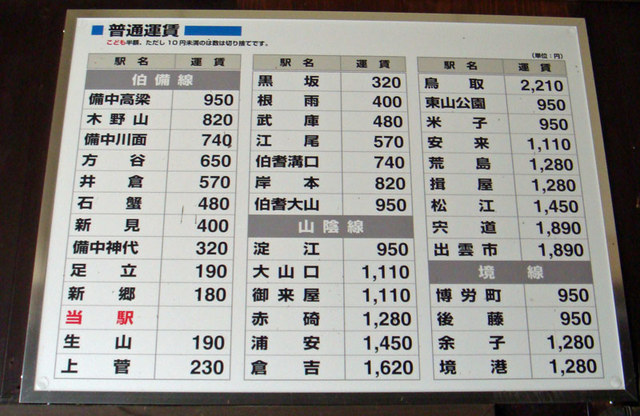 普通運賃
こども半額、ただし10円未満のは数は切り捨てです。
(単位:円)
駅名 運賃
伯備線
備中高梁 950
木野山 820
備中川面 740
方谷 650
井倉 570
石蟹 480
新見 400
備中神代 320
足立 190
新郷 180
当駅
生山 190
上菅 230
駅名 運賃
黒坂 320
根雨 400
武庫 480
江尾 570
伯耆溝口 740
岸本 820
伯耆大山 950
山陰線
淀江 950
大山口 1,110
御来屋 1,110
赤碕 1,280
浦安 1,450
倉吉 1,620
駅名 運賃
鳥取 2,210
東山公園 950
米子 950
安来 1,110
荒島 1,280
揖屋 1,280
松江 1,450
宍道 1,890
出雲市 1,890
境線
博労町 950
後藤 950
余子 1,280
境港 1,280